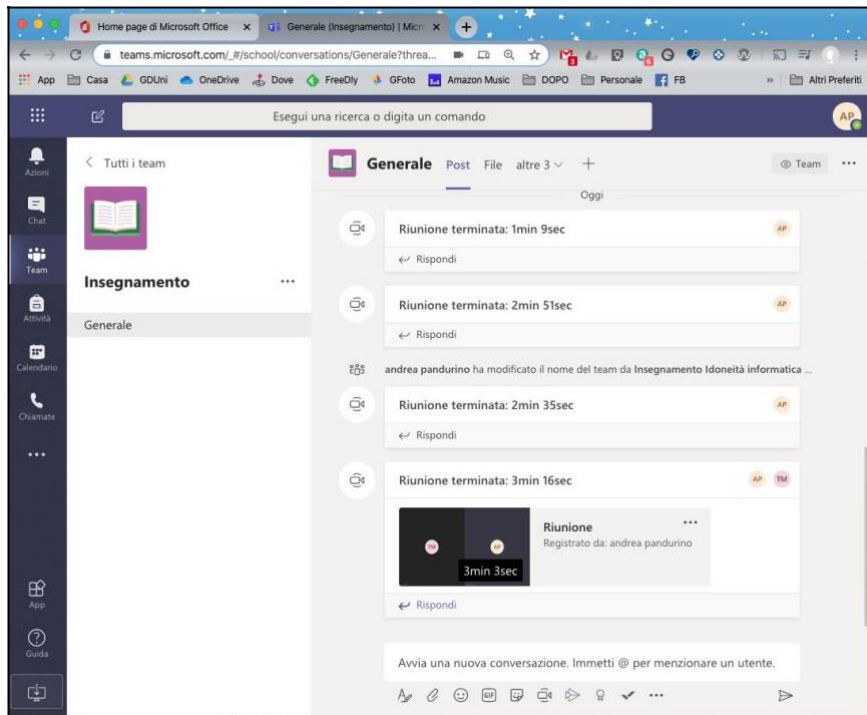 Home page di Microsoft Office
Generale (Insegnamento) | Micr
teams.microsoft.com/_#/school/conversations/Generale?threa...
App Casa GDUni OneDrive Dove FreeDly GFoto Amazon Music DOPO Personale FB » Altri Preferiti
Esegui una ricerca o digita un comando
AP
Azioni
Chat
Team
Attività
Calendario
Chiamate
App
Guida
Tutti i team
Insegnamento
Generale
Generale Post File altre 3 Team
Oggi
Riunione terminata: 1min 9sec AP
Rispondi
Riunione terminata: 2min 51sec AP
Rispondi
andrea pandurino ha modificato il nome del team da Insegnamento Idoneità informatica ...
Riunione terminata: 2min 35sec AP
Rispondi
Riunione terminata: 3min 16sec AP TM
TM AP
3min 3sec
Riunione
Registrato da: andrea pandurino
Rispondi
Avvia una nuova conversazione. Immetti @ per menzionare un utente.
GIF